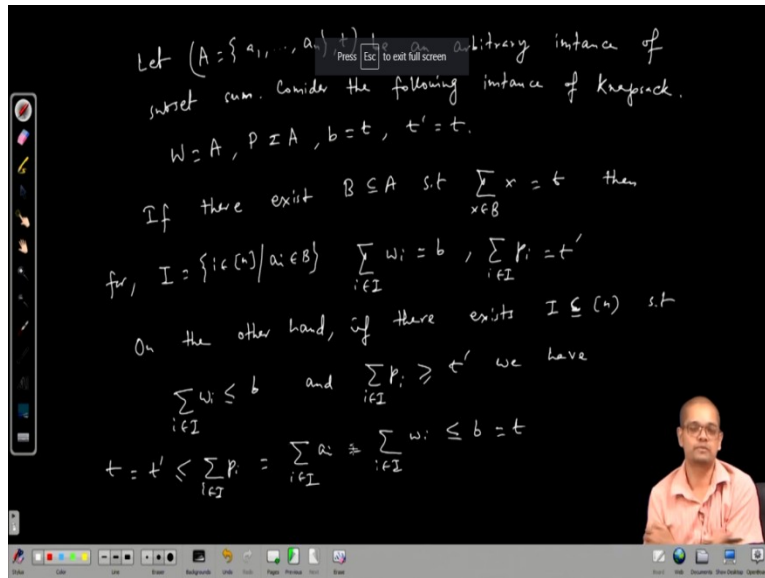 Let (A = {a₁, ..., aₙ}, t) be an arbitrary intance of
Press Esc to exit full screen
subset sum. Consider the following intance of Knapsack.
W = A, P = A, b = t, t' = t.
If there exist B ⊆ A s.t ∑_{x∈B} x = t then
for, I = {i ∈ [n] | aᵢ ∈ B} ∑_{i∈I} wᵢ = b, ∑_{i∈I} pᵢ = t'
On the other hand, if there exists I ⊆ [n] s.t
∑_{i∈I} wᵢ ≤ b and ∑_{i∈I} pᵢ ≥ t' we have
t = t' ≤ ∑_{i∈I} pᵢ = ∑_{i∈I} aᵢ = ∑_{i∈I} wᵢ ≤ b = t